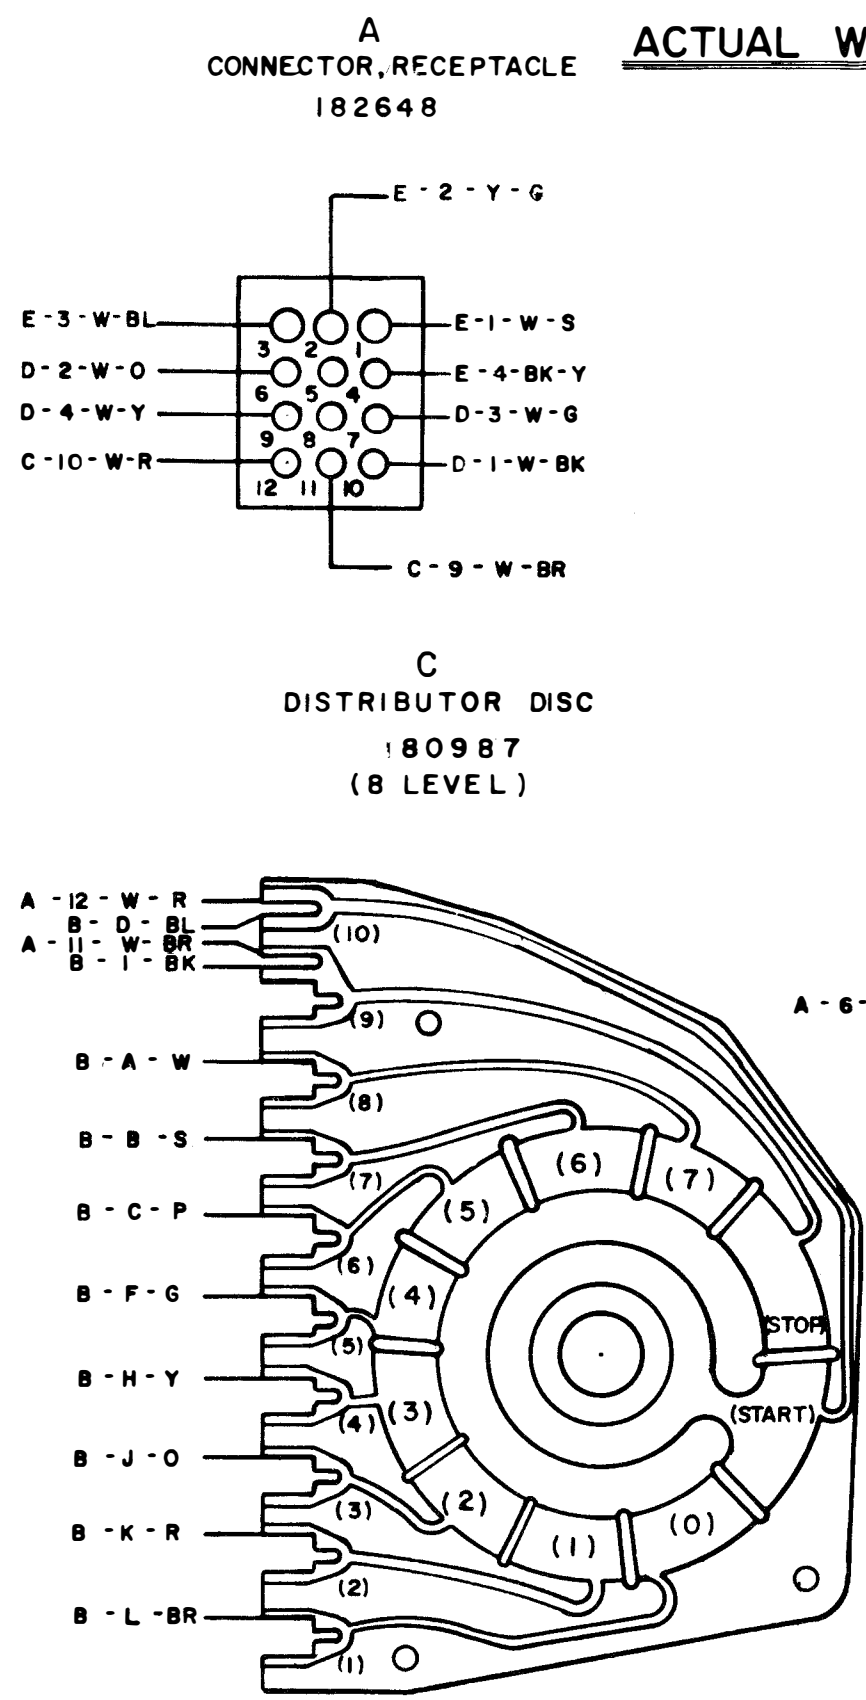 A
CONNECTOR, RECEPTACLE
182648
ACTUAL W
E - 2 - Y - G
E - 3 - W - BL
E - 1 - W - S
3 2 1
D - 2 - W - O
E - 4 - BK - Y
6 5 4
D - 4 - W - Y
D - 3 - W - G
9 8 7
C - 10 - W - R
D - 1 - W - BK
12 11 10
C - 9 - W - BR
C
DISTRIBUTOR DISC
180987
(8 LEVEL)
A - 12 - W - R
B - D - BL
A - 11 - W - BR
B - 1 - BK
(10)
A - 6 -
(9)
B - A - W
(8)
B - B - S
(7)
B - C - P
(6)
B - F - G
(5)
B - H - Y
(4)
B - J - O
(3)
B - K - R
(2)
B - L - BR
(1)
(6)
(7)
(5)
(4)
(STOP)
(3)
(START)
(2)
(1)
(0)